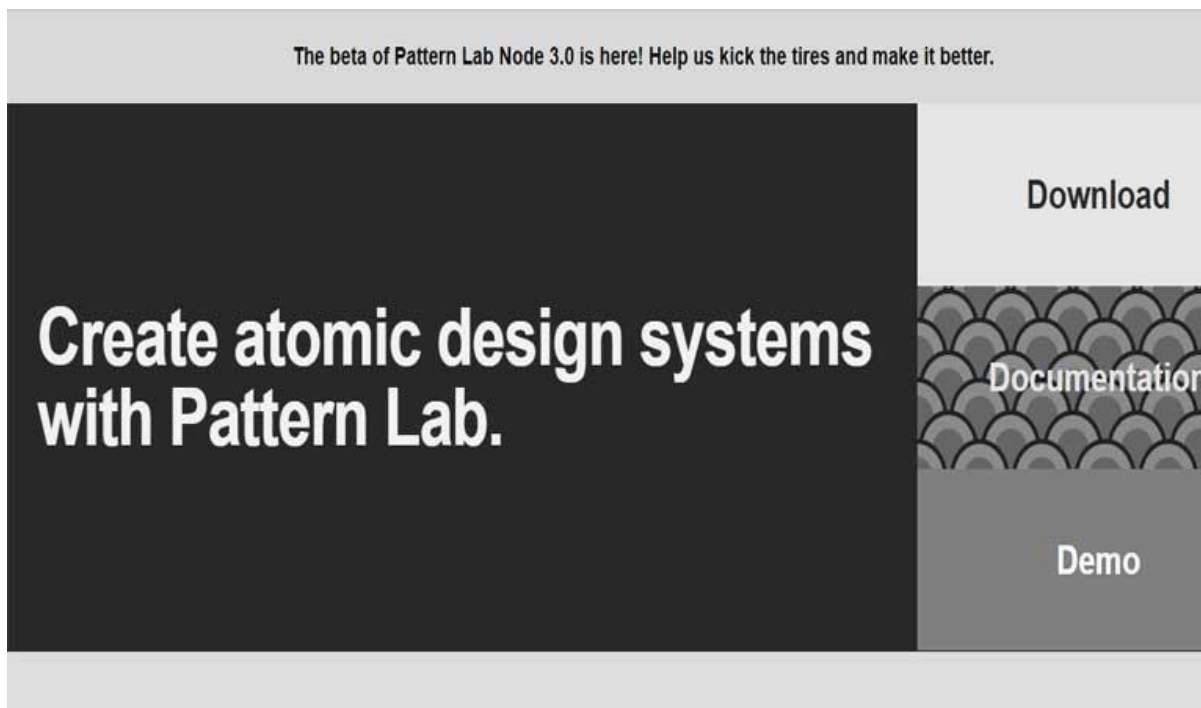 The beta of Pattern Lab Node 3.0 is here! Help us kick the tires and make it better.
Create atomic design systems
with Pattern Lab.
Download
Documentation
Demo